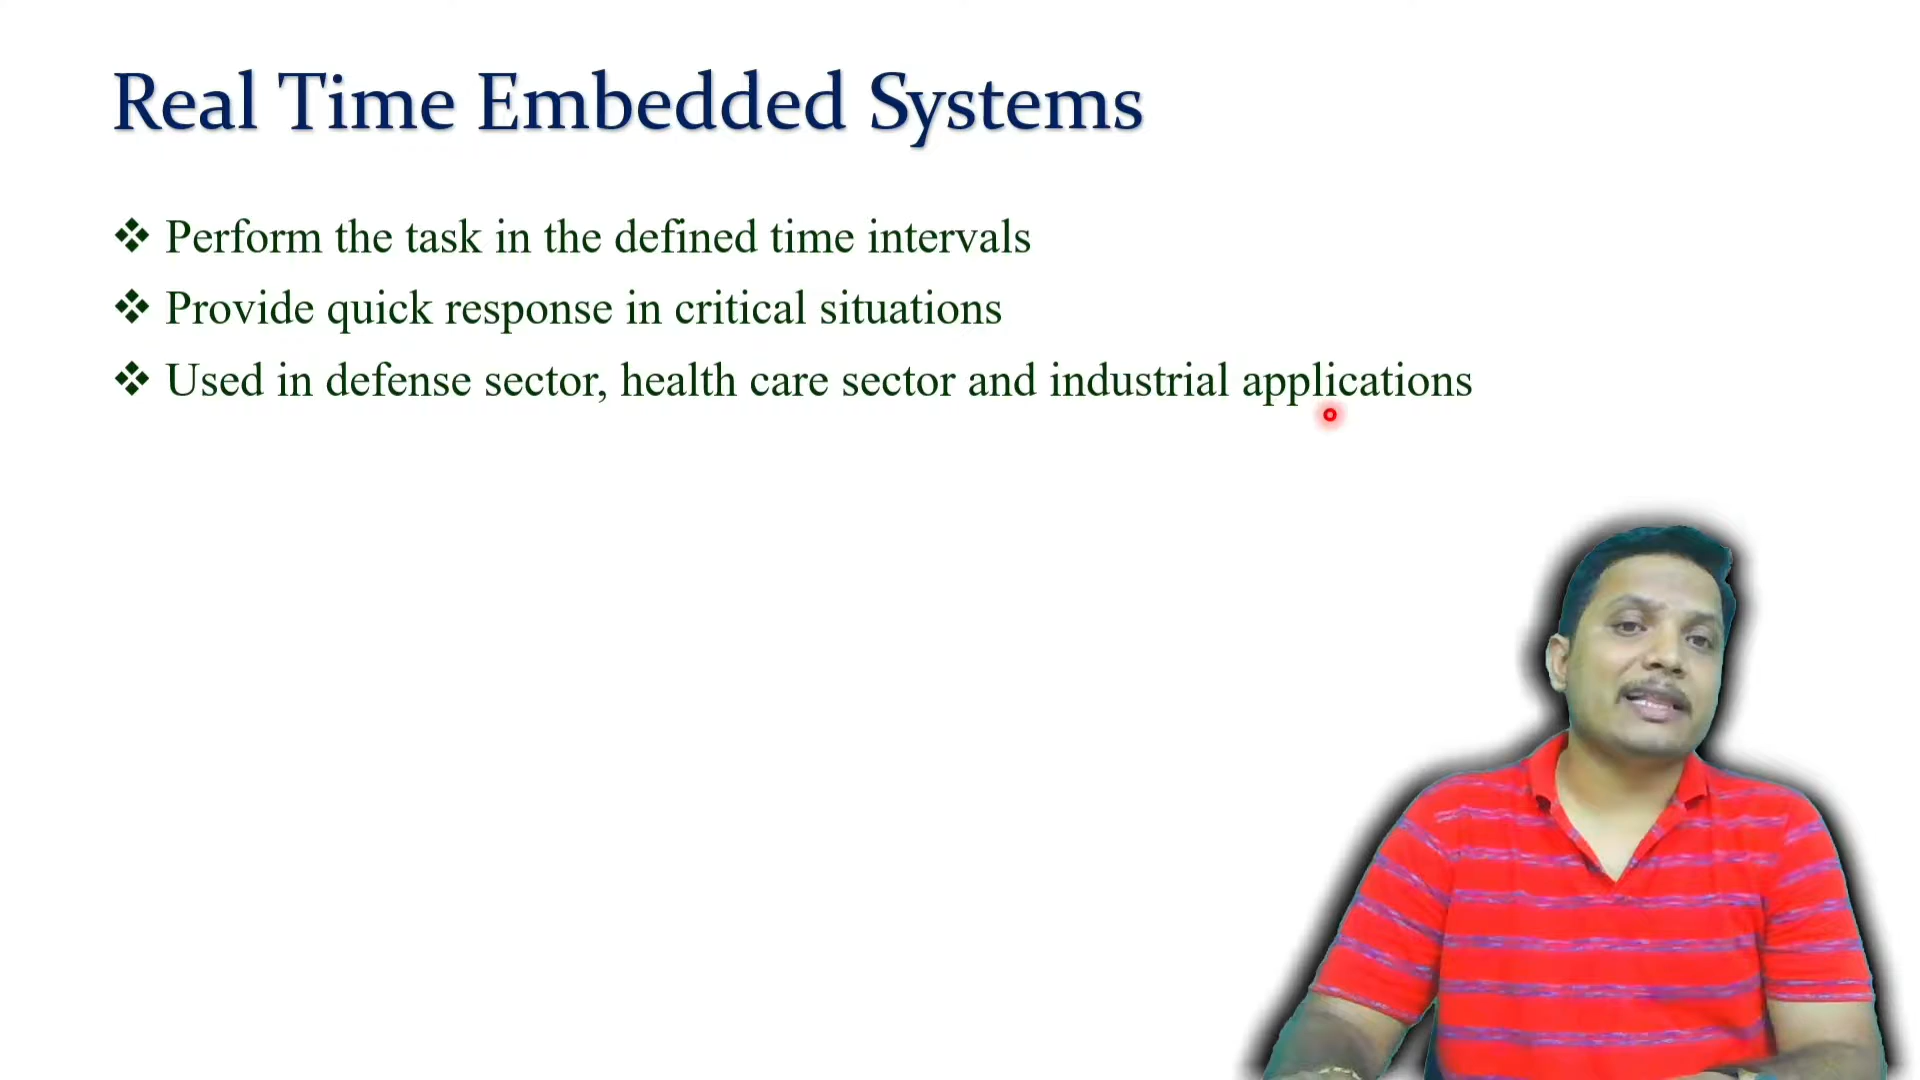 Real Time Embedded Systems
Perform the task in the defined time intervals
Provide quick response in critical situations
Used in defense sector, health care sector and industrial applications